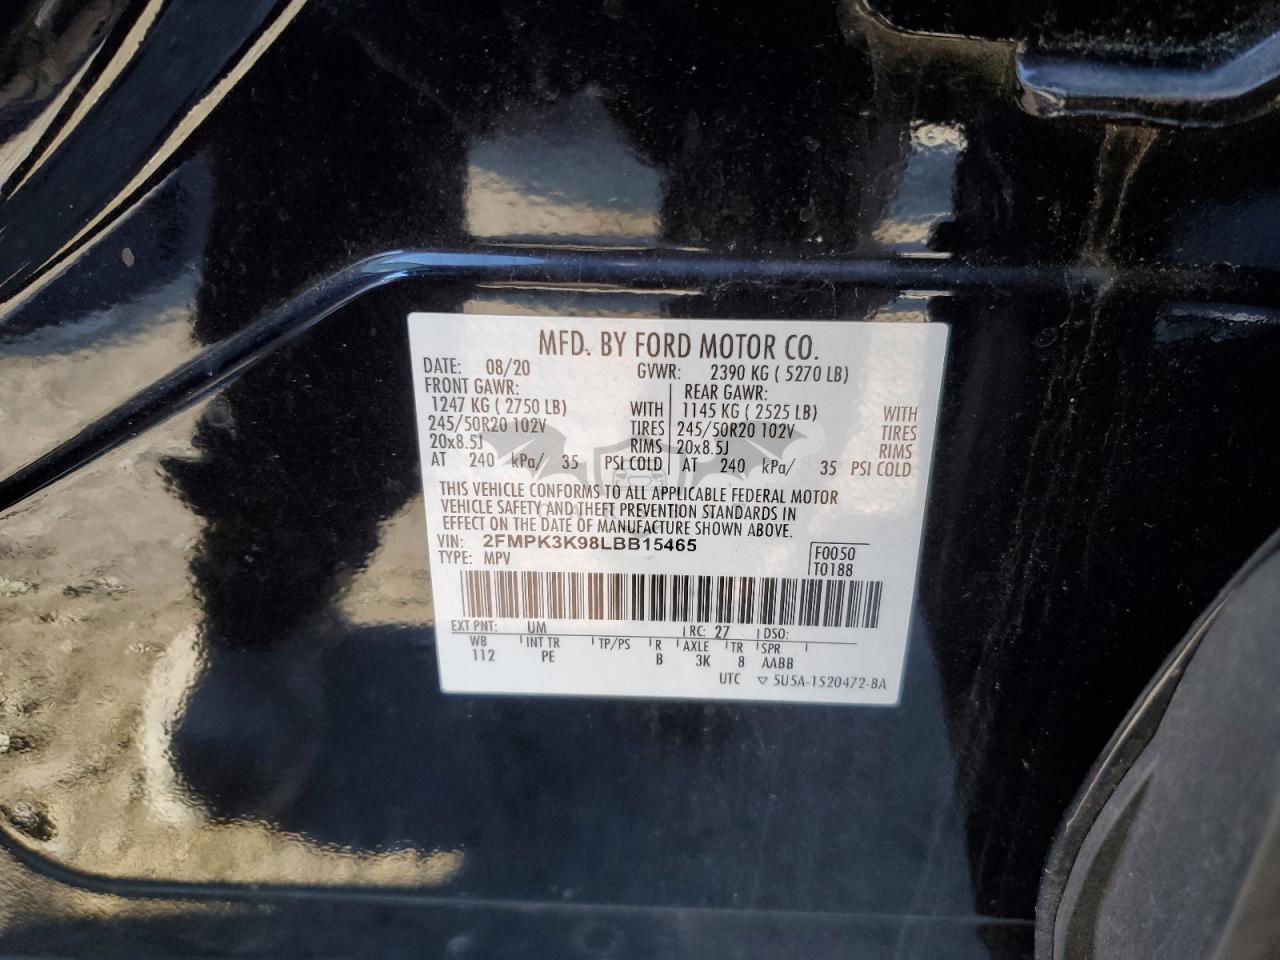 MFD. BY FORD MOTOR CO.
DATE: 08/20 GVWR: 2390 KG ( 5270 LB)
FRONT GAWR: REAR GAWR:
1247 KG ( 2750 LB) WITH 1145 KG ( 2525 LB) WITH
245/50R20 102V TIRES 245/50R20 102V TIRES
20x8.5J RIMS 20x8.5J RIMS
AT 240 kPa/ 35 PSI COLD AT 240 kPa/ 35 PSI COLD
THIS VEHICLE CONFORMS TO ALL APPLICABLE FEDERAL MOTOR
VEHICLE SAFETY AND THEFT PREVENTION STANDARDS IN
EFFECT ON THE DATE OF MANUFACTURE SHOWN ABOVE.
VIN: 2FMPK3K98LBB15465 F0050
TYPE: MPV T0188
EXT PNT: UM RC: 27 DSO:
WB INT TR TP/PS R AXLE TR SPR
112 PE B 3K 8 AABB
UTC ▽ 5U5A-1520472-BA